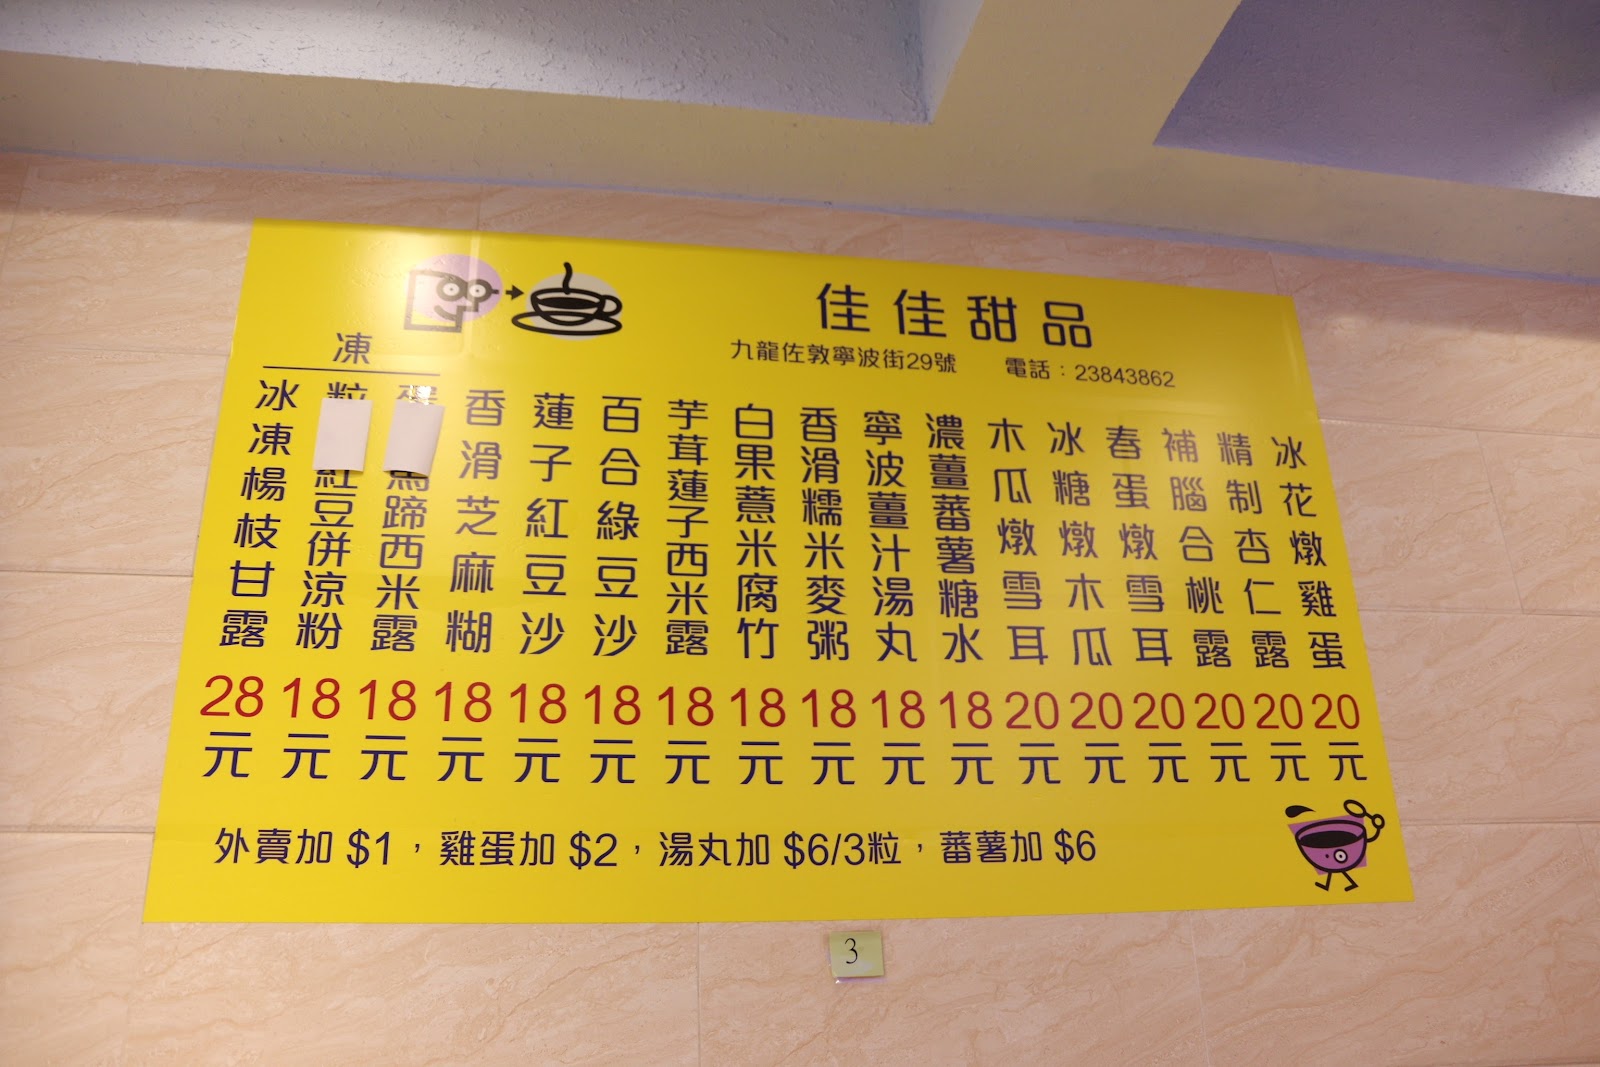 佳佳甜品
九龍佐敦寧波街29號 電話：23843862
冰花燉雞蛋 20元
精制杏仁露 20元
補腦合桃露 20元
春蛋燉雪耳 20元
冰糖燉木瓜 20元
木瓜燉雪耳 20元
濃薑蕃薯糖水 18元
寧波薑汁湯丸 18元
香滑糯米麥粥 18元
白果薏米腐竹 18元
芋茸蓮子西米露 18元
百合綠豆沙 18元
蓮子紅豆沙 18元
香滑芝麻糊 18元
凍
馬蹄西米露 18元
紅豆併涼粉 18元
冰凍楊枝甘露 28元
外賣加 $1，雞蛋加 $2，湯丸加 $6/3粒，蕃薯加 $6
3